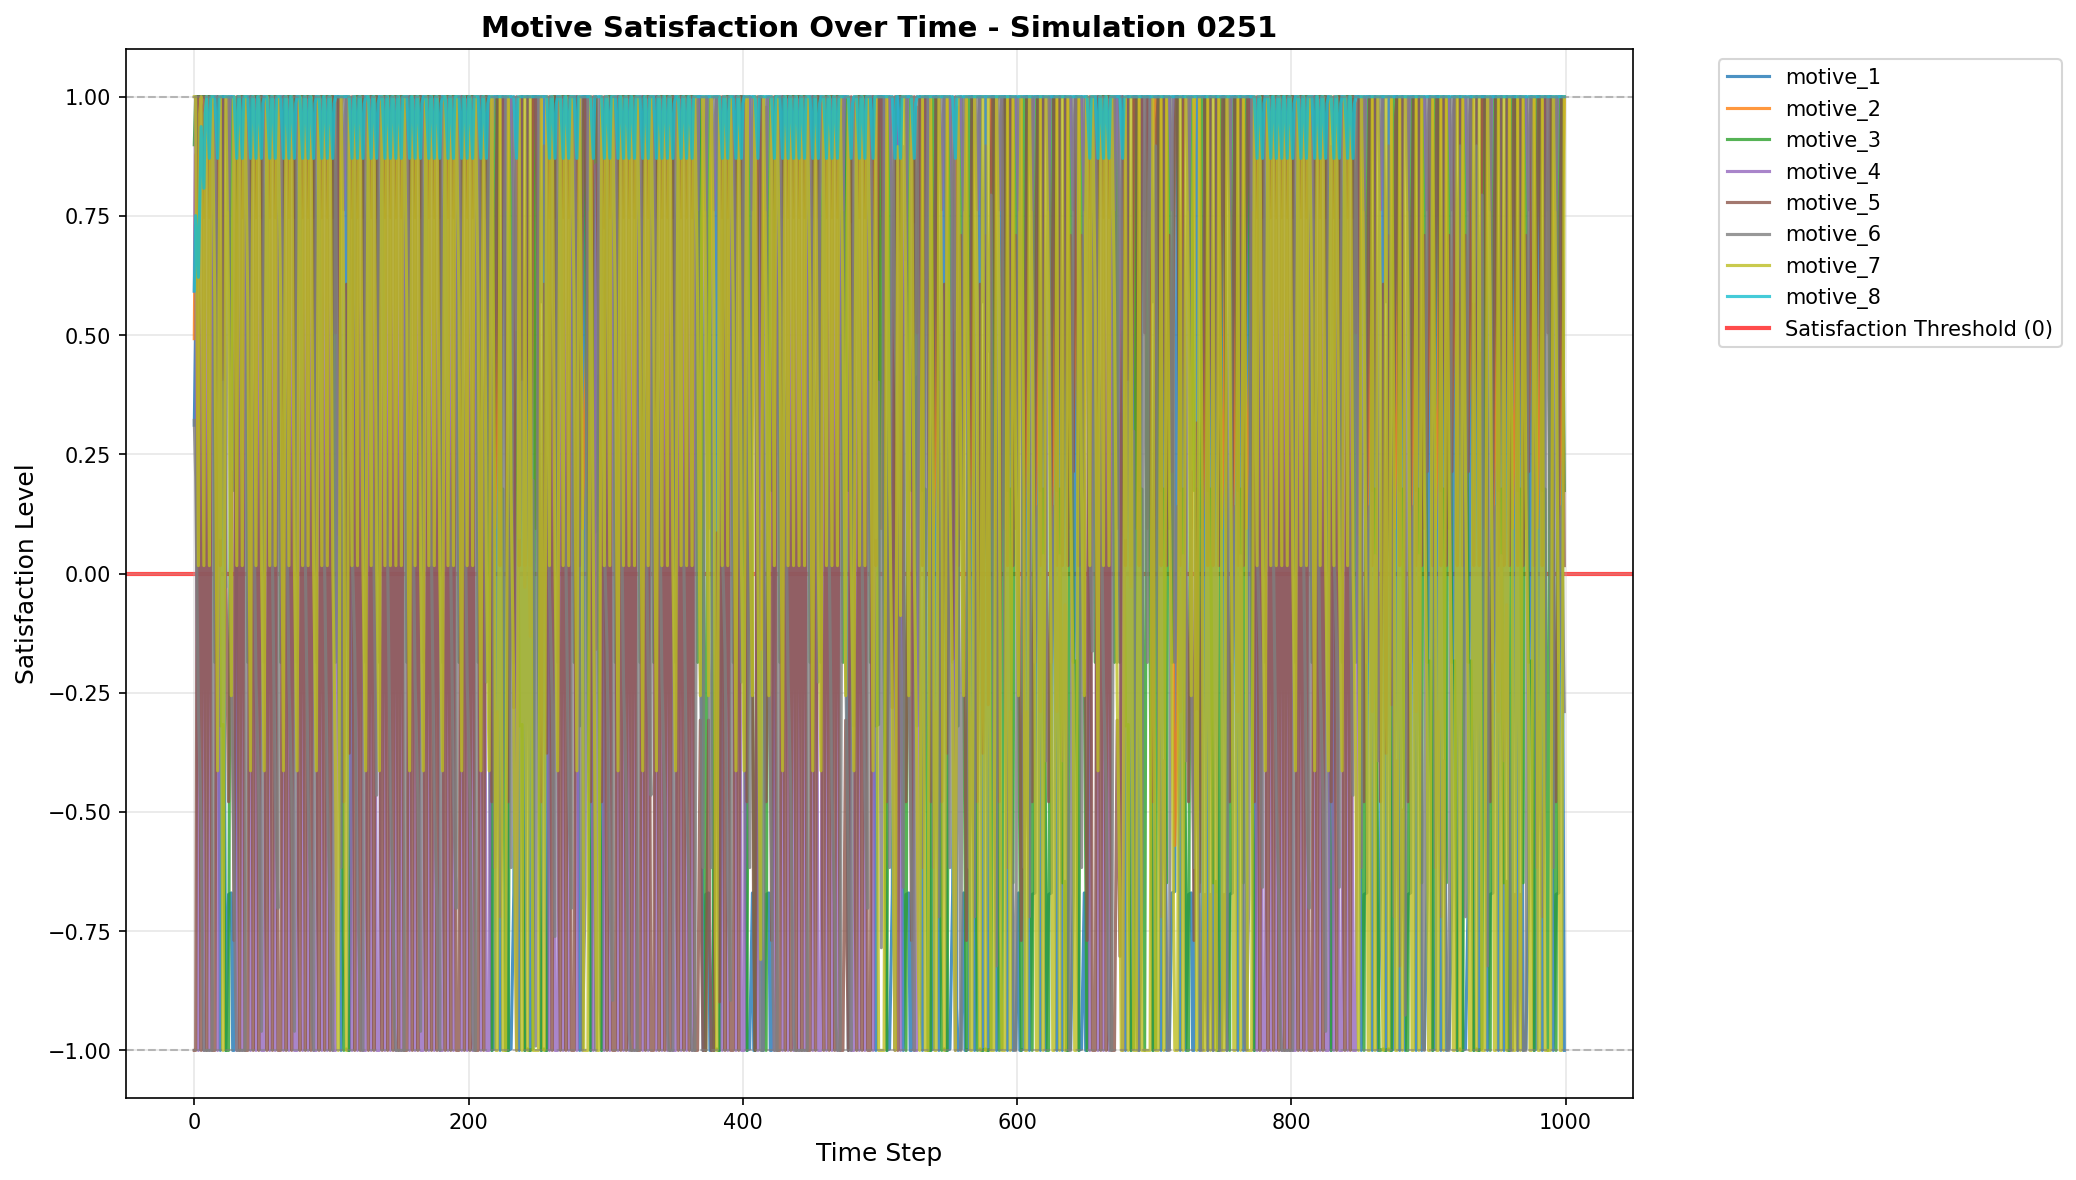 Motive Satisfaction Over Time - Simulation 0251
1.00
0.75
0.50
0.25
0.00
−0.25
−0.50
−0.75
−1.00
Satisfaction Level
0 200 400 600 800 1000
Time Step
motive_1
motive_2
motive_3
motive_4
motive_5
motive_6
motive_7
motive_8
Satisfaction Threshold (0)